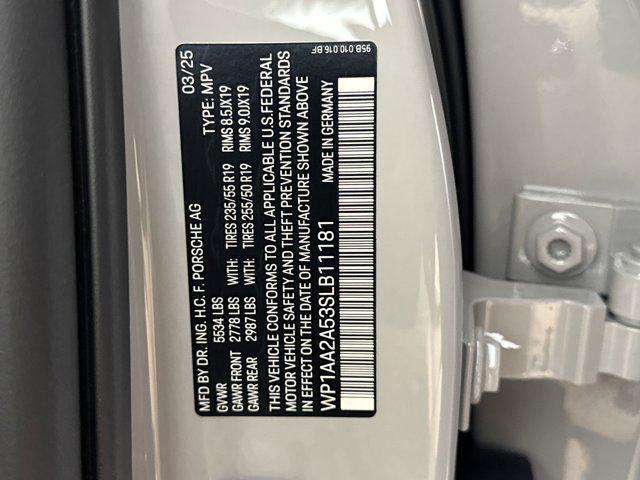 MFD BY DR. ING. H.C. F. PORSCHE AG 03/25
GVWR 5534 LBS TYPE: MPV
GAWR FRONT 2778 LBS WITH: TIRES 235/55 R19 RIMS 8.5JX19
GAWR REAR 2987 LBS WITH: TIRES 255/50 R19 RIMS 9.0JX19
THIS VEHICLE CONFORMS TO ALL APPLICABLE U.S.FEDERAL
MOTOR VEHICLE SAFETY AND THEFT PREVENTION STANDARDS
IN EFFECT ON THE DATE OF MANUFACTURE SHOWN ABOVE
WP1AA2A53SLB11181 MADE IN GERMANY
95B.010.016.BF